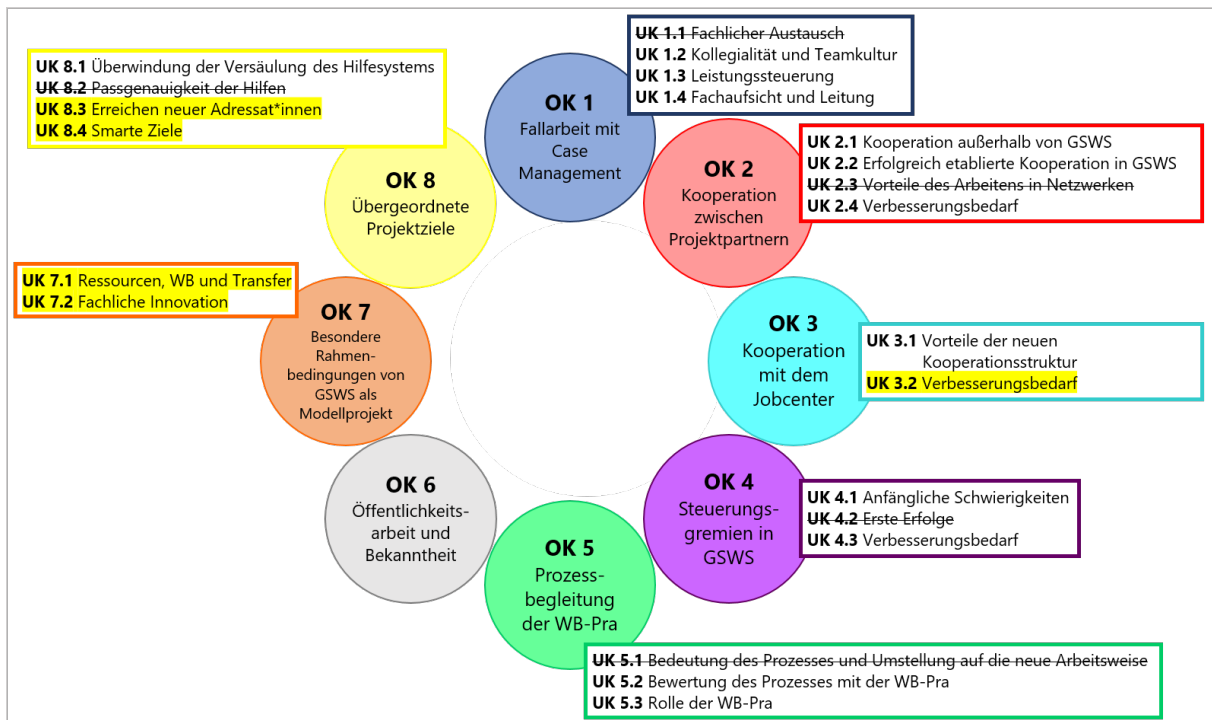 OK 1
Fallarbeit mit
Case
Management
UK 1.1 Fachlicher Austausch
UK 1.2 Kollegialität und Teamkultur
UK 1.3 Leistungssteuerung
UK 1.4 Fachaufsicht und Leitung
OK 2
Kooperation
zwischen
Projektpartnern
UK 2.1 Kooperation außerhalb von GSWS
UK 2.2 Erfolgreich etablierte Kooperation in GSWS
UK 2.3 Vorteile des Arbeitens in Netzwerken
UK 2.4 Verbesserungsbedarf
OK 3
Kooperation
mit dem
Jobcenter
UK 3.1 Vorteile der neuen
Kooperationsstruktur
UK 3.2 Verbesserungsbedarf
OK 4
Steuerungs-
gremien in
GSWS
UK 4.1 Anfängliche Schwierigkeiten
UK 4.2 Erste Erfolge
UK 4.3 Verbesserungsbedarf
OK 5
Prozess-
begleitung
der WB-Pra
UK 5.1 Bedeutung des Prozesses und Umstellung auf die neue Arbeitsweise
UK 5.2 Bewertung des Prozesses mit der WB-Pra
UK 5.3 Rolle der WB-Pra
OK 6
Öffentlichkeits-
arbeit und
Bekanntheit
OK 7
Besondere
Rahmen-
bedingungen von
GSWS als
Modellprojekt
UK 7.1 Ressourcen, WB und Transfer
UK 7.2 Fachliche Innovation
OK 8
Übergeordnete
Projektziele
UK 8.1 Überwindung der Versäulung des Hilfesystems
UK 8.2 Passgenauigkeit der Hilfen
UK 8.3 Erreichen neuer Adressat*innen
UK 8.4 Smarte Ziele